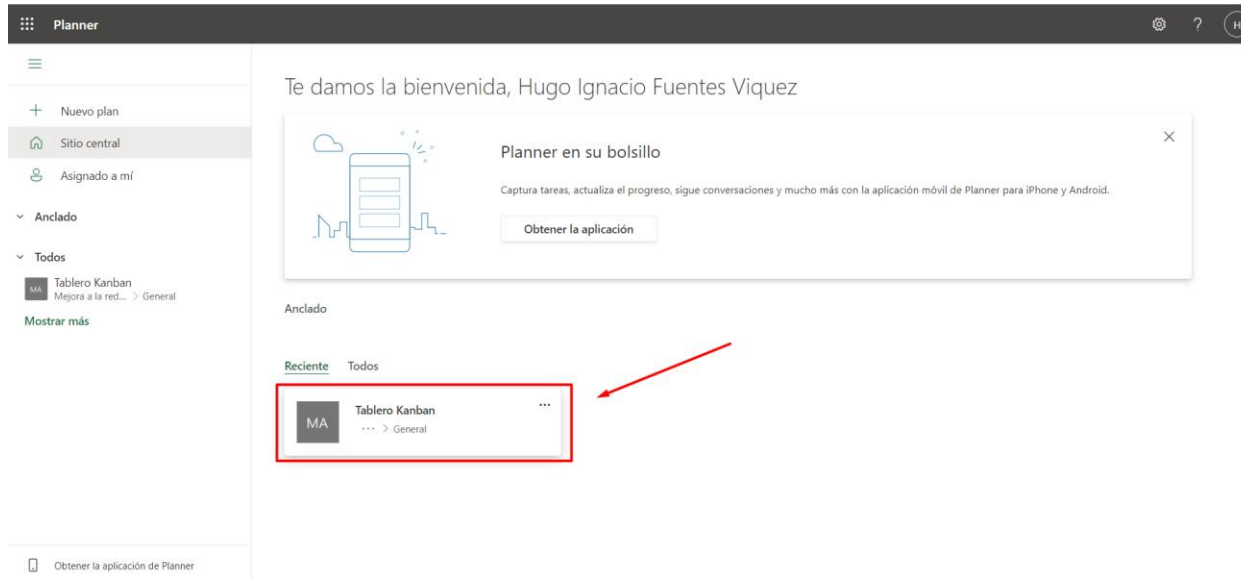 Planner
? H
Te damos la bienvenida, Hugo Ignacio Fuentes Viquez
Nuevo plan
Sitio central
Asignado a mí
Anclado
Todos
MA Tablero Kanban
Mejora a la red... > General
Mostrar más
Planner en su bolsillo
Captura tareas, actualiza el progreso, sigue conversaciones y mucho más con la aplicación móvil de Planner para iPhone y Android.
Obtener la aplicación
Anclado
Reciente Todos
MA Tablero Kanban ...
... > General
Obtener la aplicación de Planner